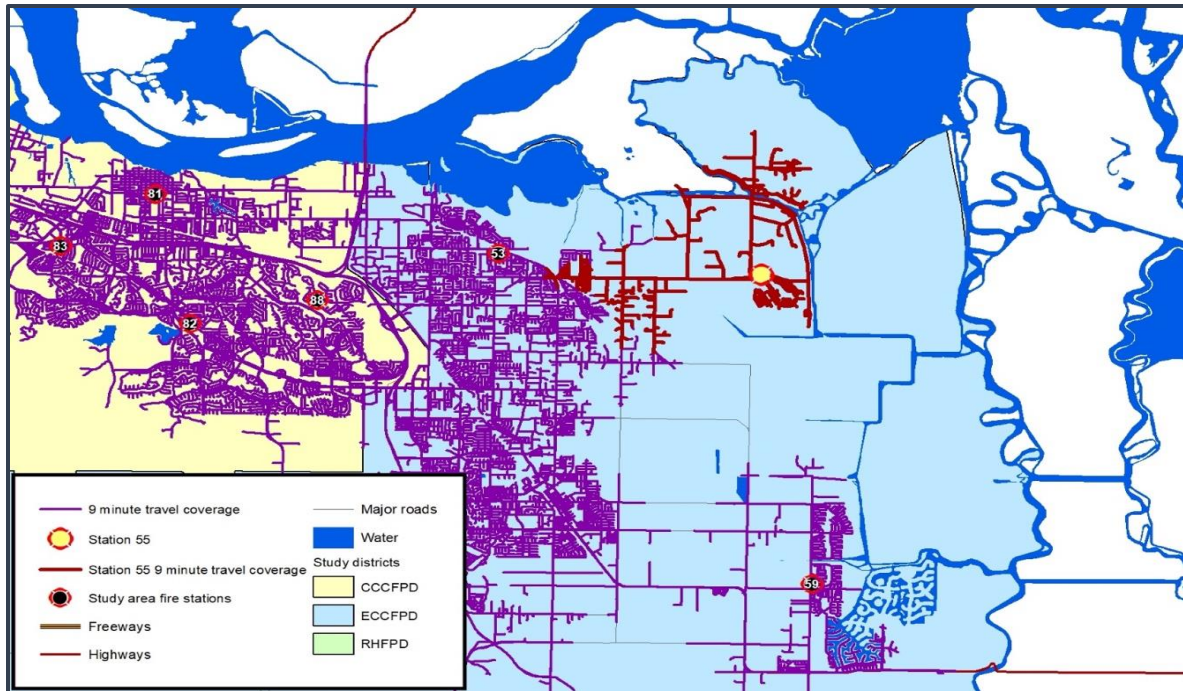 81
83
53
88
82
59
9 minute travel coverage
Station 55
Station 55 9 minute travel coverage
Study area fire stations
Freeways
Highways
Major roads
Water
Study districts
CCCFPD
ECCFPD
RHFPD